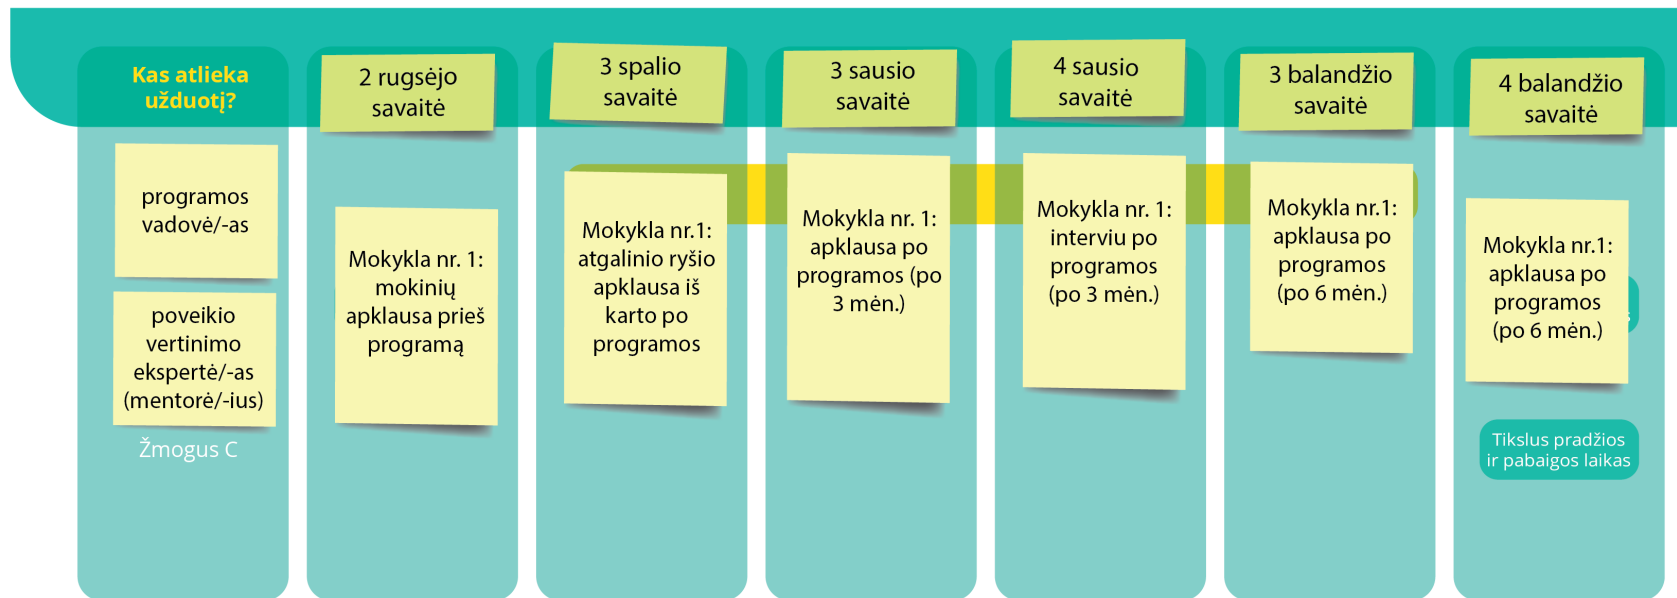 Kas atlieka
užduotį?
programos
vadovė/-as
poveikio
vertinimo
ekspertė/-as
(mentorė/-ius)
Žmogus C
2 rugsėjo
savaitė
Mokykla nr. 1:
mokinių
apklausa prieš
programą
3 spalio
savaitė
Mokykla nr.1:
atgalinio ryšio
apklausa iš
karto po
programos
3 sausio
savaitė
Mokykla nr. 1:
apklausa po
programos (po
3 mėn.)
4 sausio
savaitė
Mokykla nr. 1:
interviu po
programos
(po 3 mėn.)
3 balandžio
savaitė
Mokykla nr.1:
apklausa po
programos
(po 6 mėn.)
4 balandžio
savaitė
Mokykla nr.1:
apklausa po
programos
(po 6 mėn.)
Tikslus pradžios
ir pabaigos laikas